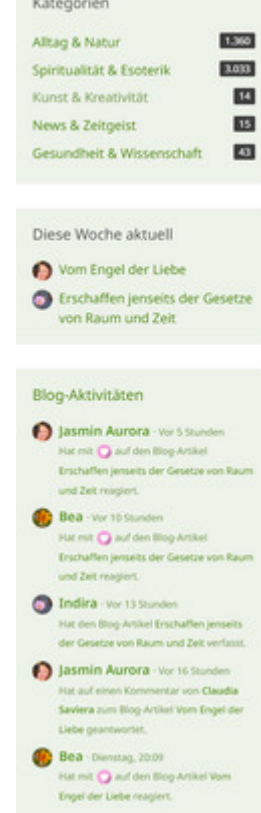 Kategorien
Alltag & Natur 1.360
Spiritualität & Esoterik 3.033
Kunst & Kreativität 14
News & Zeitgeist 15
Gesundheit & Wissenschaft 43
Diese Woche aktuell
Vom Engel der Liebe
Erschaffen jenseits der Gesetze
von Raum und Zeit
Blog-Aktivitäten
Jasmin Aurora · Vor 5 Stunden
Hat mit auf den Blog-Artikel
Erschaffen jenseits der Gesetze von Raum
und Zeit reagiert.
Bea · Vor 10 Stunden
Hat mit auf den Blog-Artikel
Erschaffen jenseits der Gesetze von Raum
und Zeit reagiert.
Indira · Vor 13 Stunden
Hat den Blog-Artikel Erschaffen jenseits
der Gesetze von Raum und Zeit verfasst.
Jasmin Aurora · Vor 16 Stunden
Hat auf einen Kommentar von Claudia
Saviera zum Blog-Artikel Vom Engel der
Liebe geantwortet.
Bea · Dienstag, 20:09
Hat mit auf den Blog-Artikel Vom
Engel der Liebe reagiert.